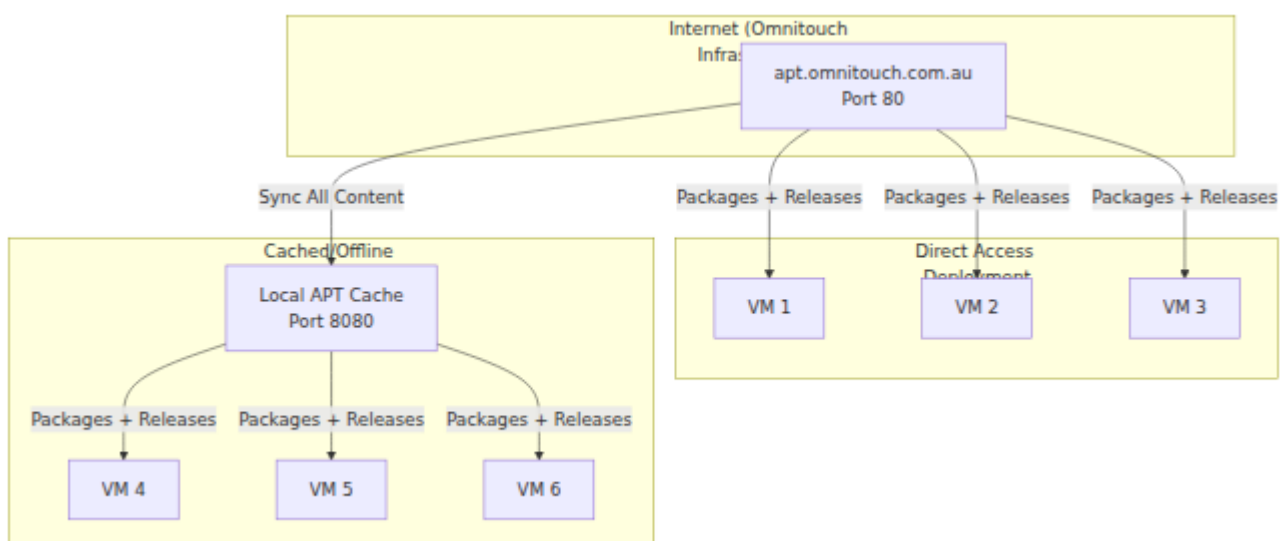 Internet (Omnitouch
apt.omnitouch.com.au
Port 80
Sync All Content
Packages + Releases
Packages + Releases
Packages + Releases
Cached/Offline
Local APT Cache
Port 8080
Direct Access
Deployment
VM 1
VM 2
VM 3
Packages + Releases
Packages + Releases
Packages + Releases
VM 4
VM 5
VM 6